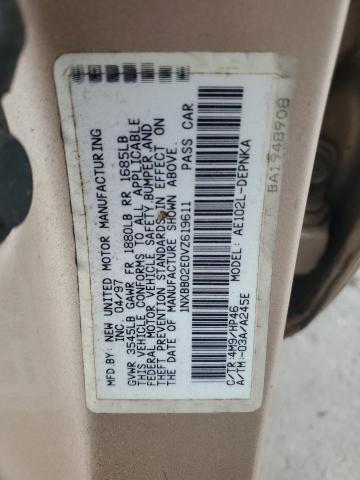 MFD BY: NEW UNITED MOTOR MANUFACTURING
INC. 04/97
GVWR 3545LB GAWR FR 1880LB RR 1685LB
THIS VEHICLE CONFORMS TO ALL APPLICABLE
FEDERAL MOTOR VEHICLE SAFETY,BUMPER AND
THEFT PREVENTION STANDARDS IN EFFECT ON
THE DATE OF MANUFACTURE SHOWN ABOVE.
1NXBB02E0VZ619611 PASS CAR
MODEL: AE102L-DEPNKA
C/TR:4M9/HP46
A/TM:-03A/A245E
BA1948908